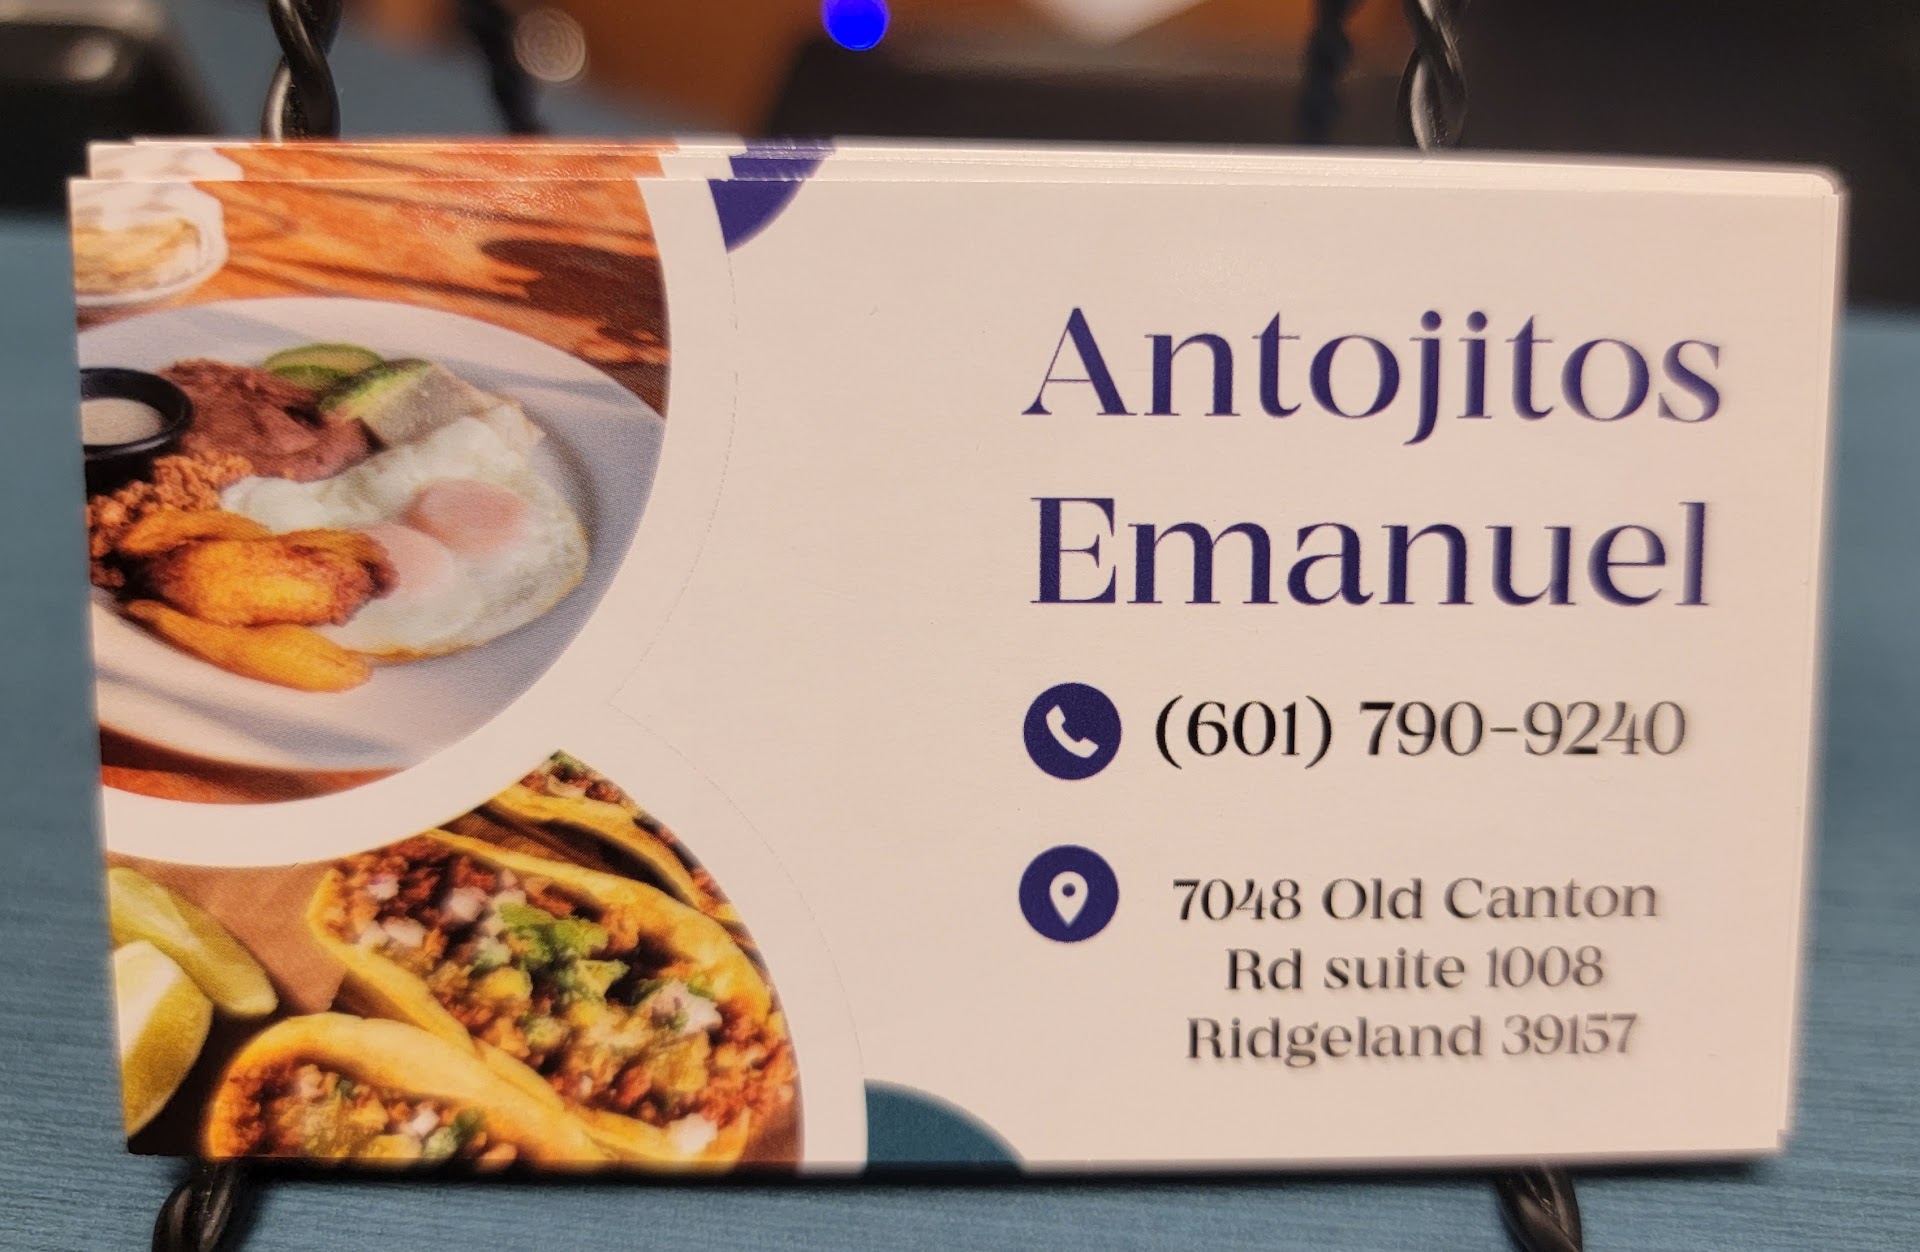 Antojitos
Emanuel
(601) 790-9240
7048 Old Canton
Rd suite 1008
Ridgeland 39157